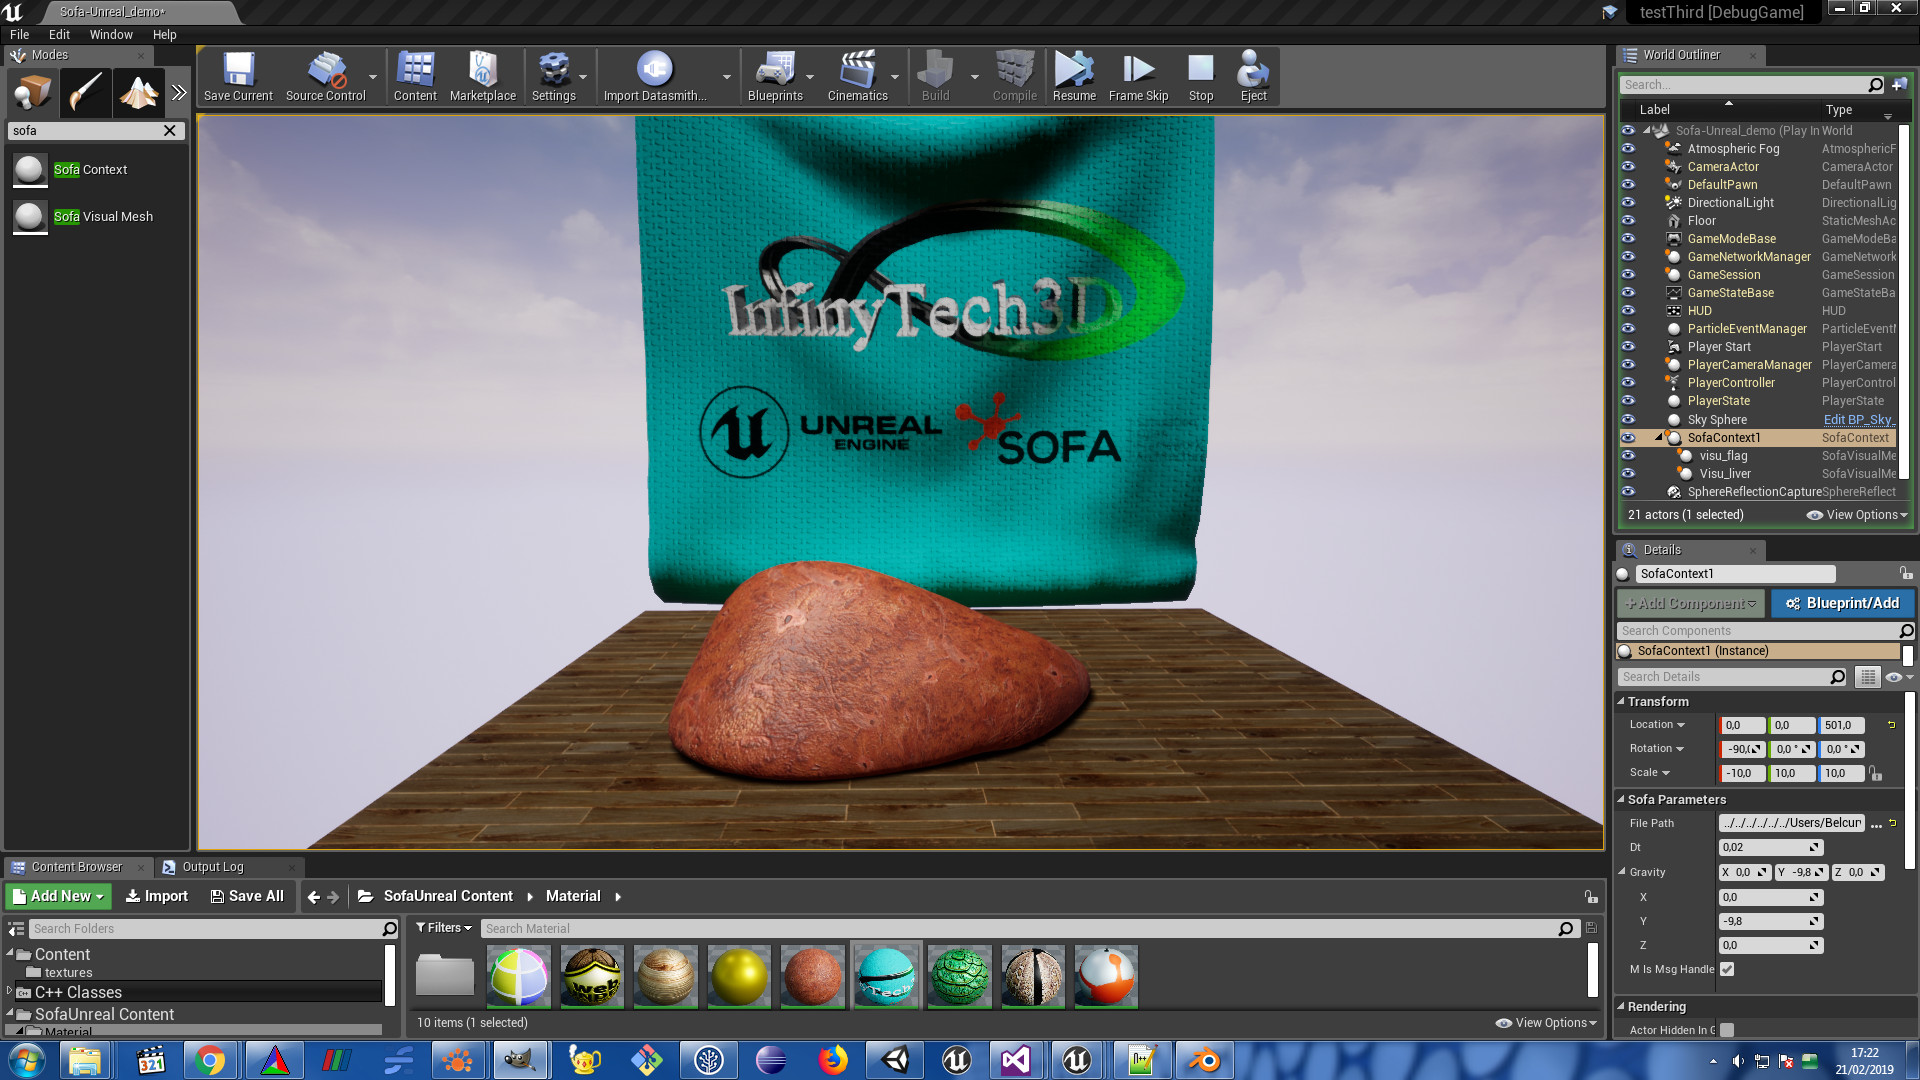 Sofa-Unreal_demo*
testThird [DebugGame]
File Edit Window Help
Modes
Save Current
Source Control
Content
Marketplace
Settings
Import Datasmith...
Blueprints
Cinematics
Build
Compile
Resume
Frame Skip
Stop
Eject
sofa
Sofa Context
Sofa Visual Mesh
InfinyTech3D
UNREAL
ENGINE
SOFA
World Outliner
Search...
Label Type
Sofa-Unreal_demo (Play In World
Atmospheric Fog AtmosphericF
CameraActor CameraActor
DefaultPawn DefaultPawn
DirectionalLight DirectionalLig
Floor StaticMeshAc
GameModeBase GameModeBa
GameNetworkManager GameNetwork
GameSession GameSession
GameStateBase GameStateBa
HUD HUD
ParticleEventManager ParticleEventM
Player Start PlayerStart
PlayerCameraManager PlayerCamera
PlayerController PlayerControl
PlayerState PlayerState
Sky Sphere Edit BP_Sky_
SofaContext1 SofaContext
visu_flag SofaVisualMe
Visu_liver SofaVisualMe
SphereReflectionCapture SphereReflect
21 actors (1 selected) View Options
Details
SofaContext1
+Add Component Blueprint/Add
Search Components
SofaContext1 (Instance)
Search Details
Transform
Location 0,0 0,0 501,0
Rotation -90,( 0,0 ° 0,0 °
Scale -10,0 10,0 10,0
Sofa Parameters
File Path ../../../../../../Users/Belcur ...
Dt 0,02
Gravity X 0,0 Y -9,8 Z 0,0
X 0,0
Y -9,8
Z 0,0
M Is Msg Handle
Rendering
Actor Hidden In G
Content Browser Output Log
Add New Import Save All SofaUnreal Content Material
Search Folders
Filters Search Material
Content
textures
C++ Classes
SofaUnreal Content
Material
10 items (1 selected) View Options
321
17:22
21/02/2019